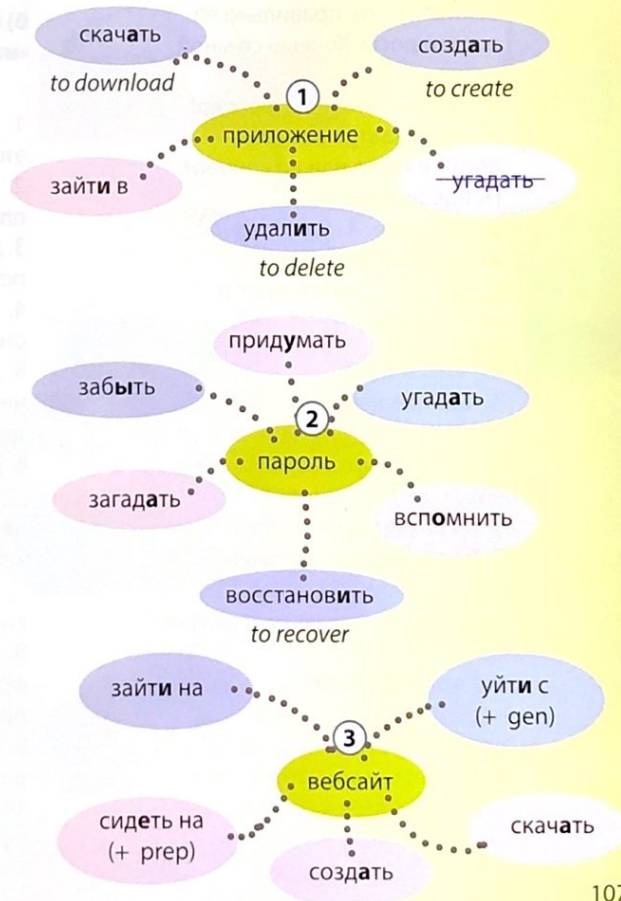 скачать
to download
создать
to create
1
приложение
зайти в
угадать
удалить
to delete
придумать
забыть
угадать
2
пароль
загадать
вспомнить
восстановить
to recover
зайти на
уйти с
(+ gen)
3
вебсайт
сидеть на
(+ prep)
скачать
создать
107